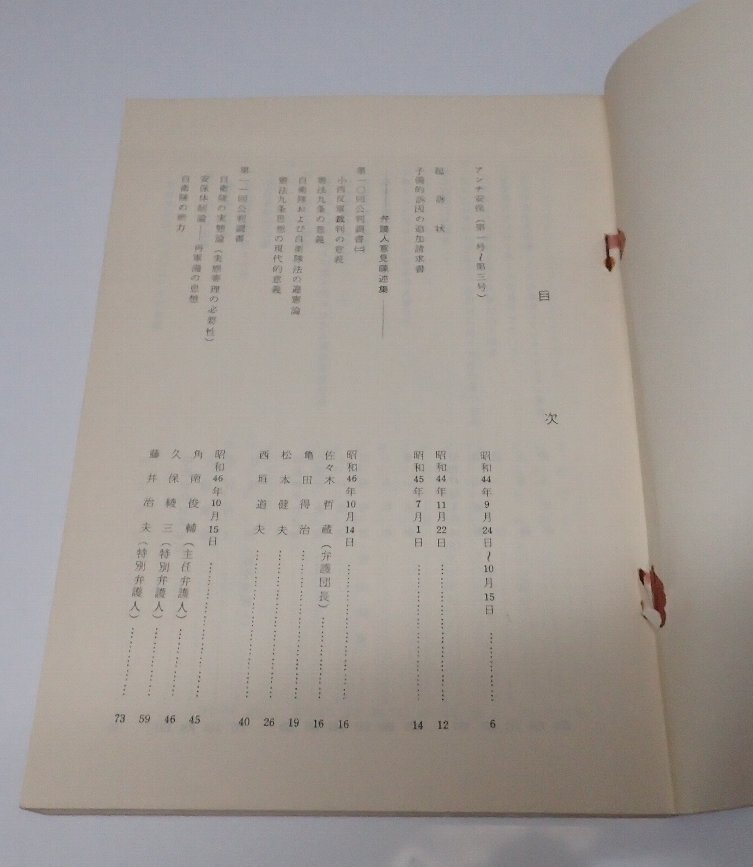 目次
アンチ安保(第一号〜第三号) 昭和44年9月24日〜10月15日……6
起訴状 昭和44年11月22日……12
予備的訴因の追加請求書 昭和45年7月1日……14
――弁護人意見陳述集――
第一〇回公判調書(二) 昭和46年10月14日……16
小西反軍裁判の意義 佐々木哲蔵(弁護団長)……16
憲法九条の意義 亀田得治……19
自衛隊および自衛隊法の違憲論 松本健夫……26
憲法九条思想の現代的意義 西垣道夫……40
第一一回公判調書 昭和46年10月15日……45
自衛隊の実態論(実態審理の必要性) 角南俊輔(主任弁護人)……46
安保体制論――再軍備の思想 久保綾三(特別弁護人)……59
自衛隊の 藤井治夫(特別弁護人)……73